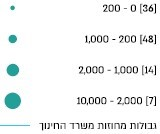 200 - 0 [36]
1,000 - 200 [48]
2,000 - 1,000 [14]
10,000 - 2,000 [7]
גבולות מחוזות משרד החינוך